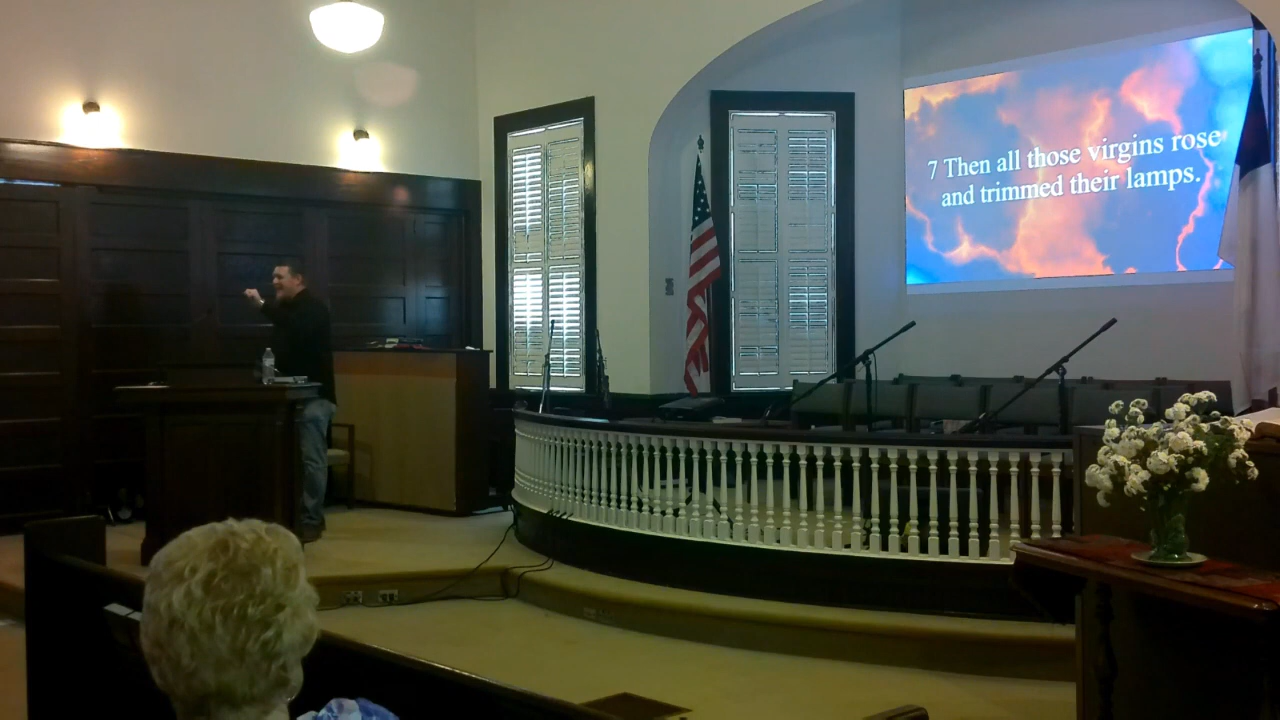 7 Then all those virgins rose
and trimmed their lamps.